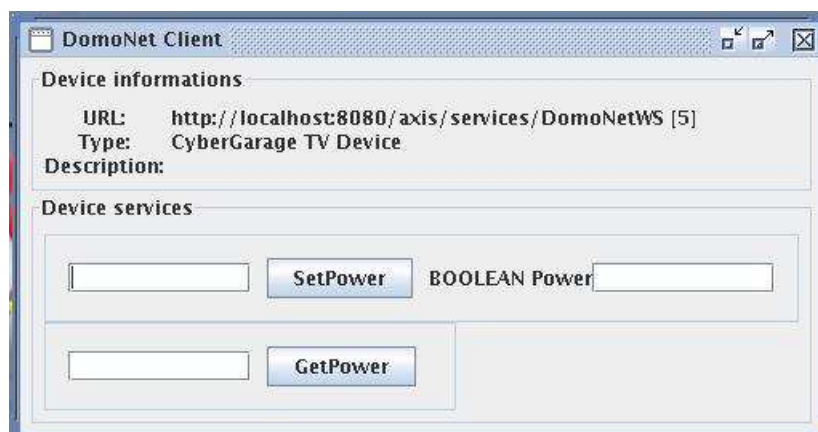 DomoNet Client
Device informations
URL: http://localhost:8080/axis/services/DomoNetWS [5]
Type: CyberGarage TV Device
Description:
Device services
SetPower BOOLEAN Power
GetPower